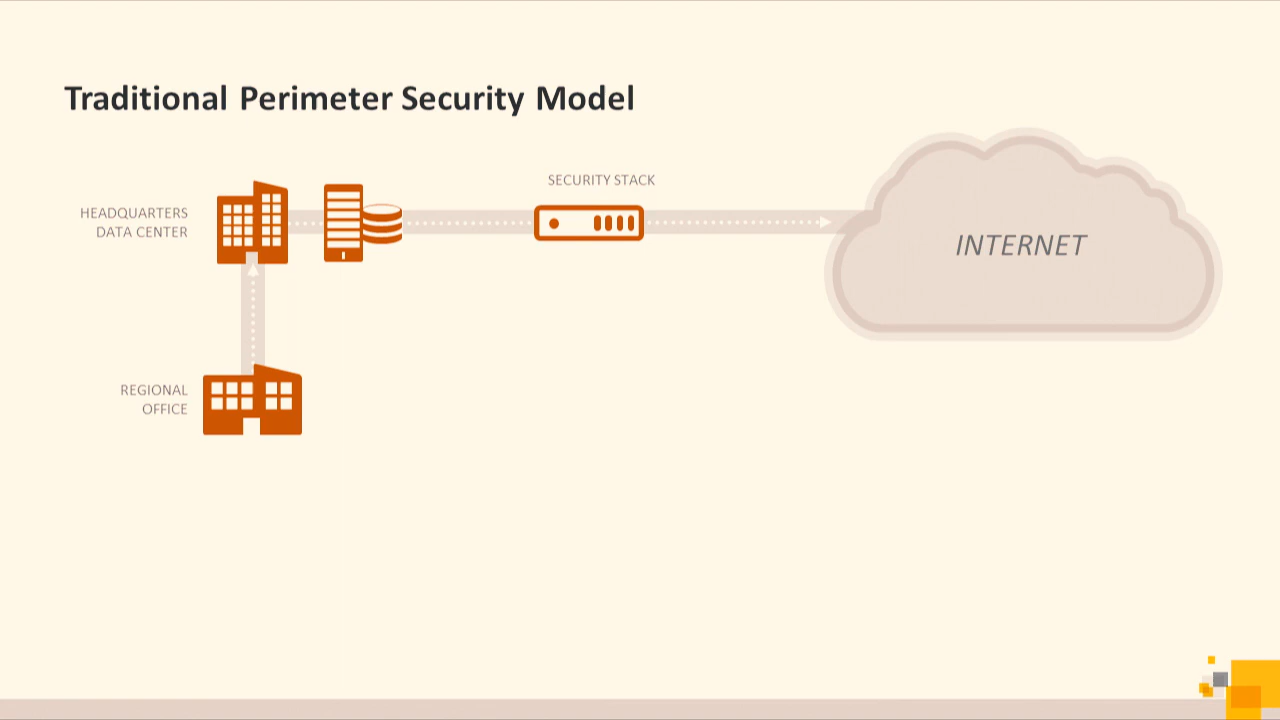 Traditional Perimeter Security Model
SECURITY STACK
HEADQUARTERS
DATA CENTER
INTERNET
REGIONAL
OFFICE